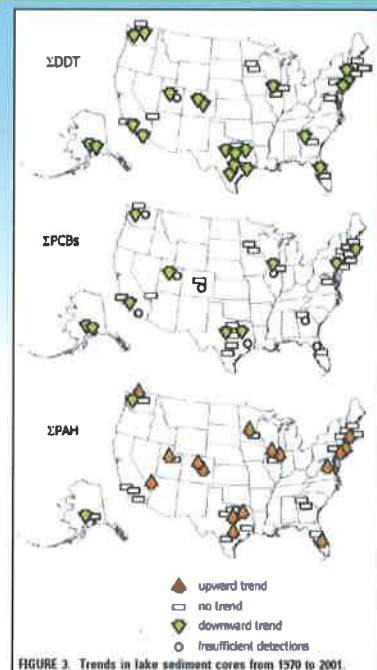 ΣDDT
ΣPCBs
ΣPAH
upward trend
no trend
downward trend
insufficient detections
FIGURE 3. Trends in lake sediment cores from 1970 to 2001.